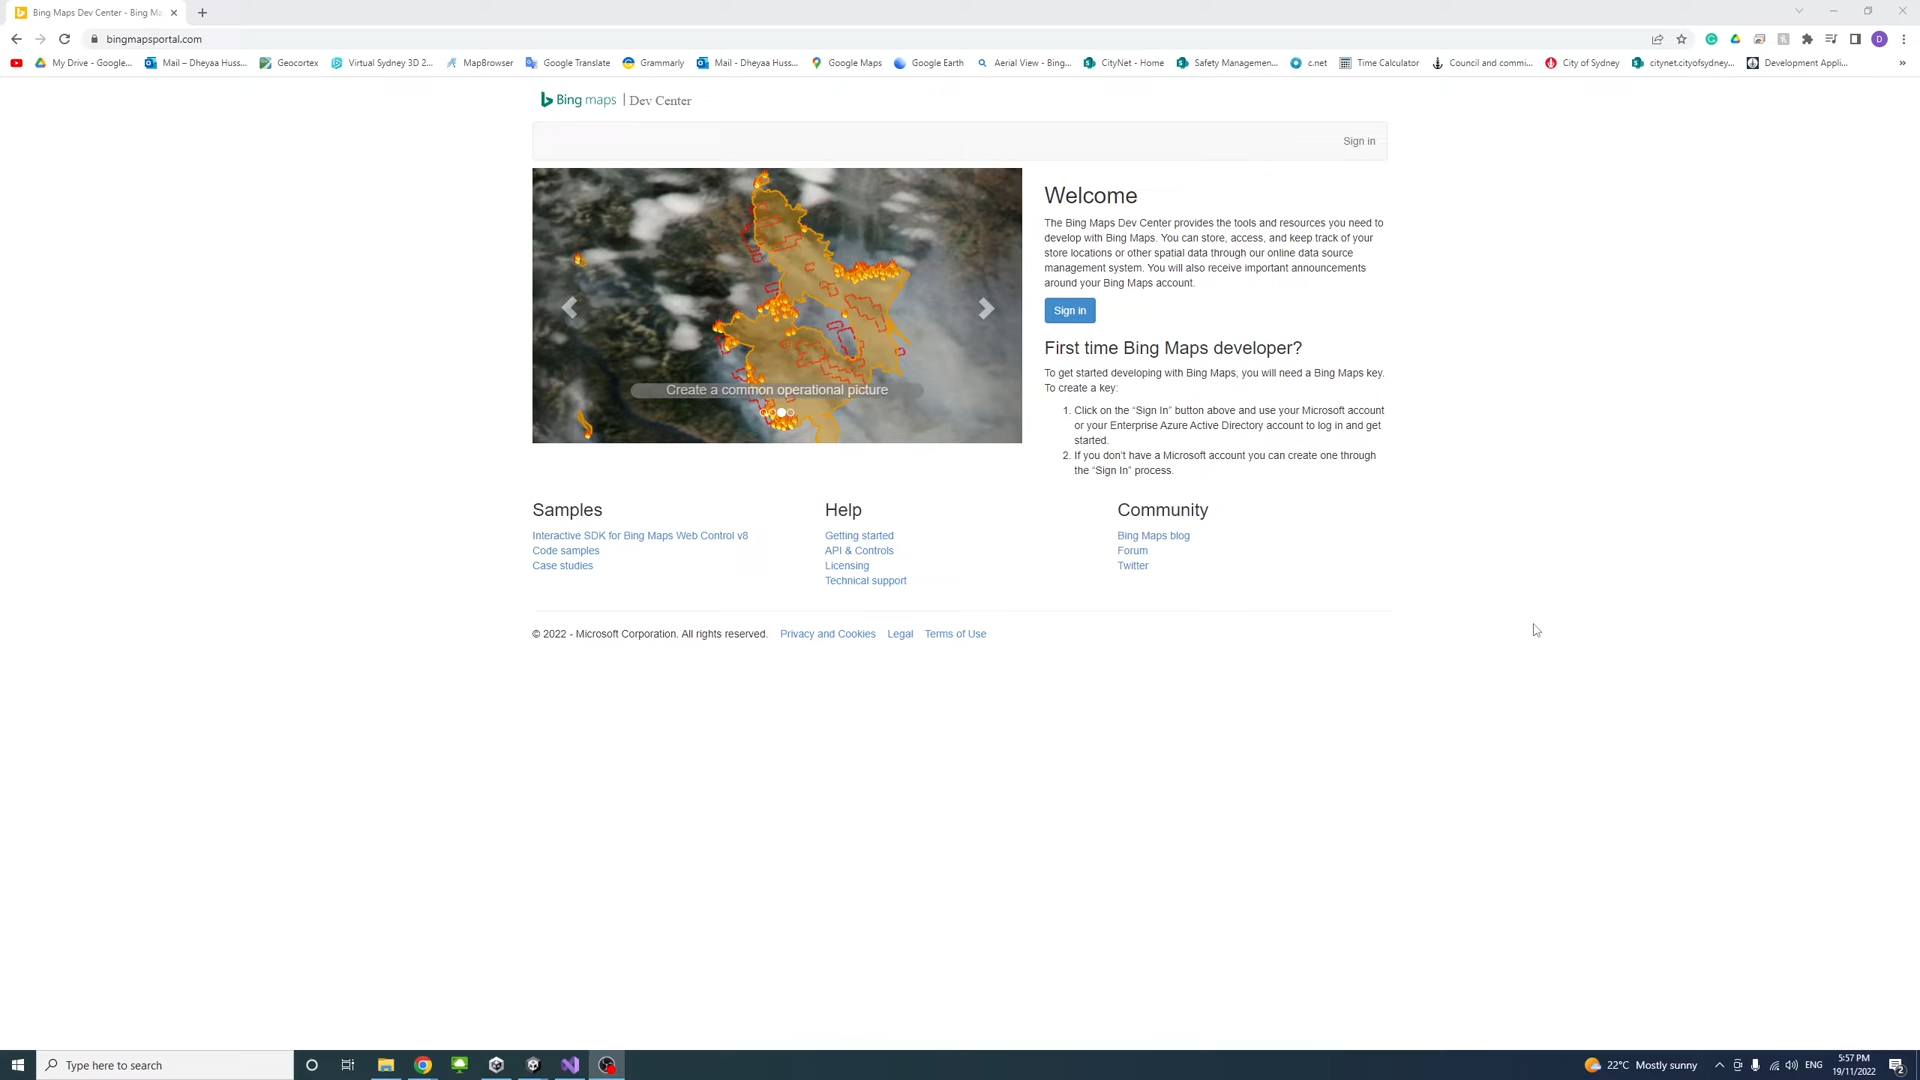 Bing Maps Dev Center - Bing Ma
bingmapsportal.com
My Drive - Google...
Mail – Dheyaa Huss...
Geocortex
Virtual Sydney 3D 2...
MapBrowser
Google Translate
Grammarly
Mail - Dheyaa Huss...
Google Maps
Google Earth
Aerial View - Bing...
CityNet - Home
Safety Managemen...
c.net
Time Calculator
Council and commi...
City of Sydney
citynet.cityofsydney...
Development Appli...
»
D
Bing maps | Dev Center
Sign in
Create a common operational picture
Welcome
The Bing Maps Dev Center provides the tools and resources you need to
develop with Bing Maps. You can store, access, and keep track of your
store locations or other spatial data through our online data source
management system. You will also receive important announcements
around your Bing Maps account.
Sign in
First time Bing Maps developer?
To get started developing with Bing Maps, you will need a Bing Maps key.
To create a key:
1. Click on the “Sign In” button above and use your Microsoft account
or your Enterprise Azure Active Directory account to log in and get
started.
2. If you don’t have a Microsoft account you can create one through
the “Sign In” process.
Samples
Interactive SDK for Bing Maps Web Control v8
Code samples
Case studies
Help
Getting started
API & Controls
Licensing
Technical support
Community
Bing Maps blog
Forum
Twitter
© 2022 - Microsoft Corporation. All rights reserved. Privacy and Cookies Legal Terms of Use
Type here to search
22°C Mostly sunny
ENG
5:57 PM
19/11/2022
2